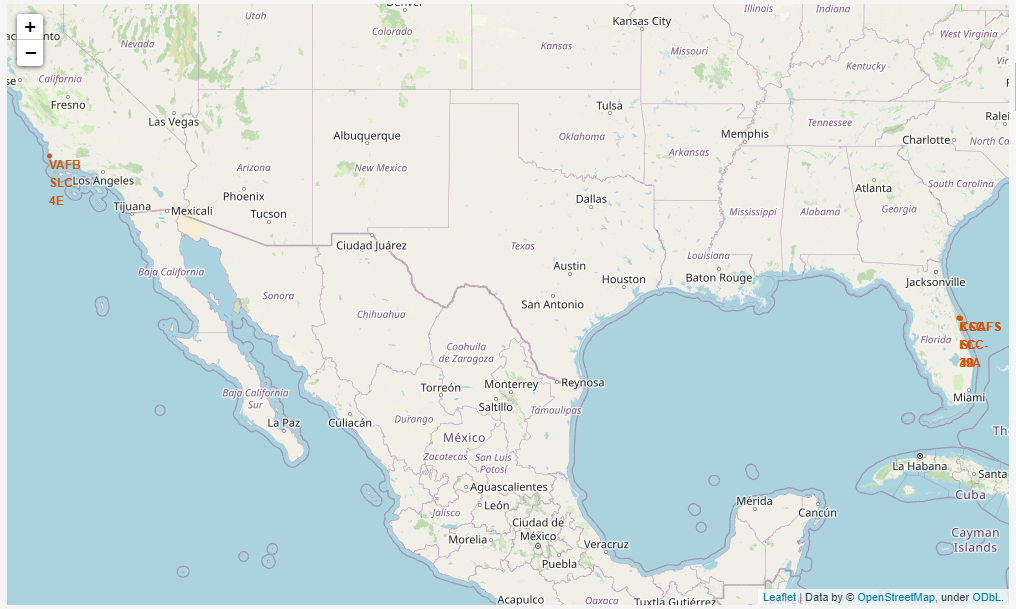 +
−
Denver
Utah
Colorado
Nevada
California
Fresno
Las Vegas
Kansas City
Kansas
Missouri
Illinois
Indiana
West Virginia
Kentucky
Tulsa
Oklahoma
Albuquerque
New Mexico
Arizona
Memphis
Tennessee
Arkansas
Charlotte
VAFB
SLC-
4E
Los Angeles
Phoenix
Tucson
Tijuana
Mexicali
Dallas
Atlanta
South Carolina
Georgia
Mississippi
Alabama
Ciudad Juárez
Texas
Louisiana
Baja California
Austin
Houston
Baton Rouge
Jacksonville
Sonora
San Antonio
Chihuahua
Florida
Coahuila
de Zaragoza
Torreón
Monterrey
Reynosa
Miami
Baja California
Sur
La Paz
Culiacán
Durango
Saltillo
Tamaulipas
México
Zacatecas
San Luis
Potosí
La Habana
Santa
Cuba
Aguascalientes
León
Jalisco
Mérida
Cancún
Ciudad de
México
Morelia
Puebla
Veracruz
Cayman
Islands
Acapulco
Oaxaca
Tuxtla Gutiérrez
Leaflet | Data by © OpenStreetMap, under ODbL.